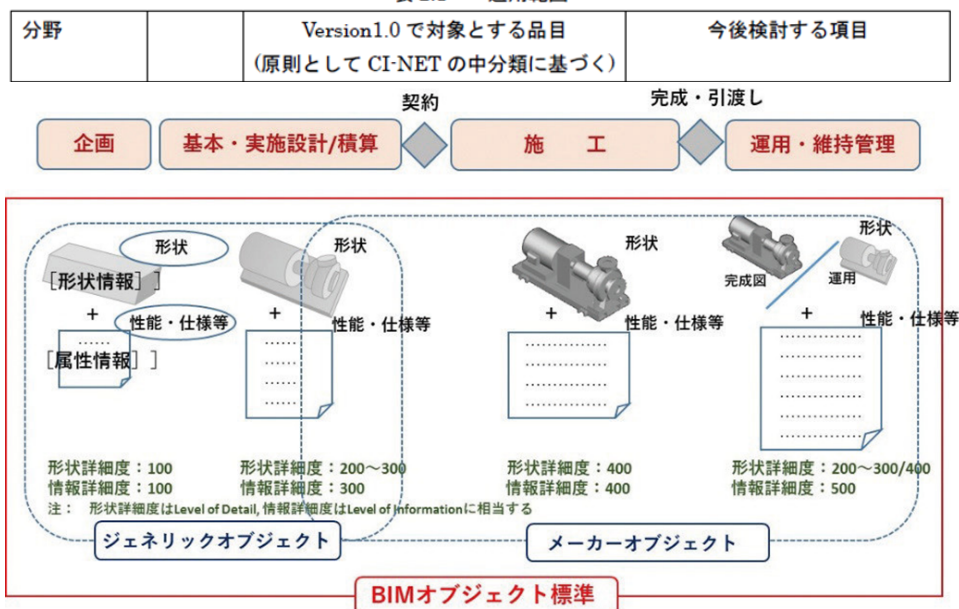 分野
Version1.0 で対象とする品目
(原則として CI-NET の中分類に基づく)
今後検討する項目
契約
完成・引渡し
企画
基本・実施設計/積算
施 工
運用・維持管理
形状
[形状情報] ]
+
性能・仕様等
……
[属性情報] ]
形状
+
性能・仕様等
形状
+
性能・仕様等
形状
完成図
運用
+
性能・仕様等
形状詳細度：100
情報詳細度：100
形状詳細度：200～300
情報詳細度：300
形状詳細度：400
情報詳細度：400
形状詳細度：200～300/400
情報詳細度：500
注： 形状詳細度はLevel of Detail, 情報詳細度はLevel of Informationに相当する
ジェネリックオブジェクト
メーカーオブジェクト
BIMオブジェクト標準